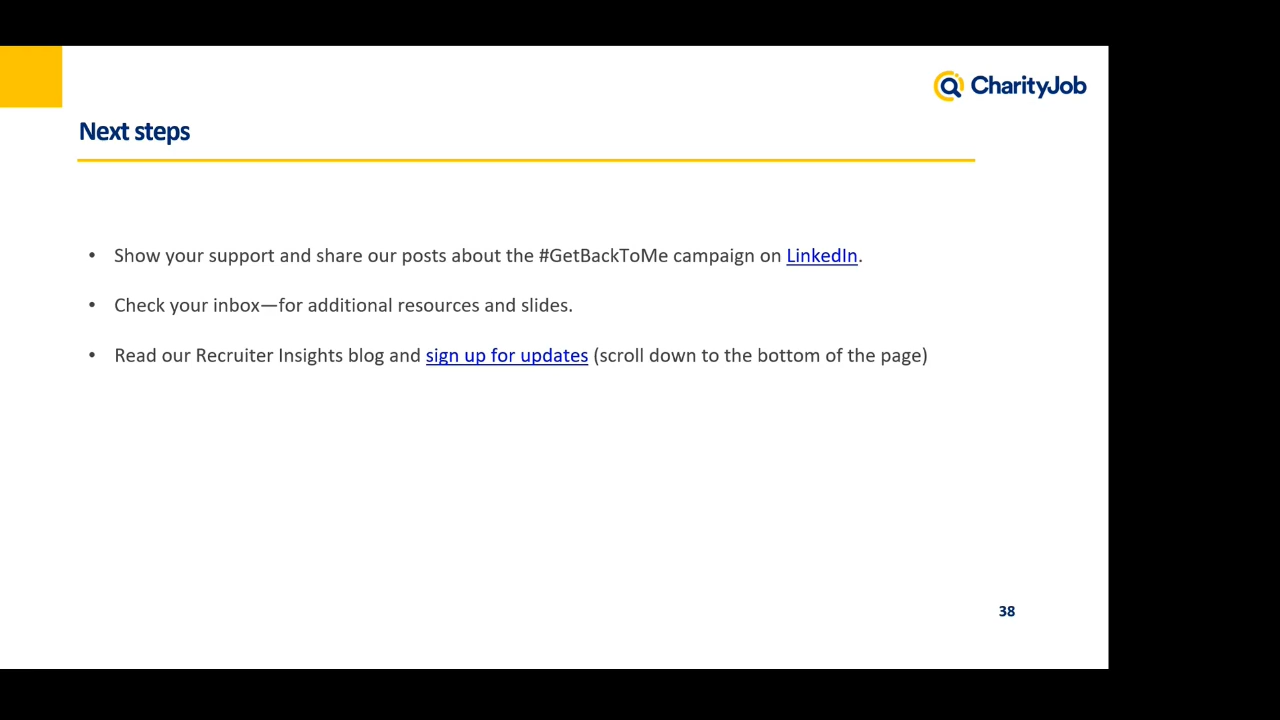 CharityJob
Next steps
• Show your support and share our posts about the #GetBackToMe campaign on LinkedIn.
• Check your inbox—for additional resources and slides.
• Read our Recruiter Insights blog and sign up for updates (scroll down to the bottom of the page)
38